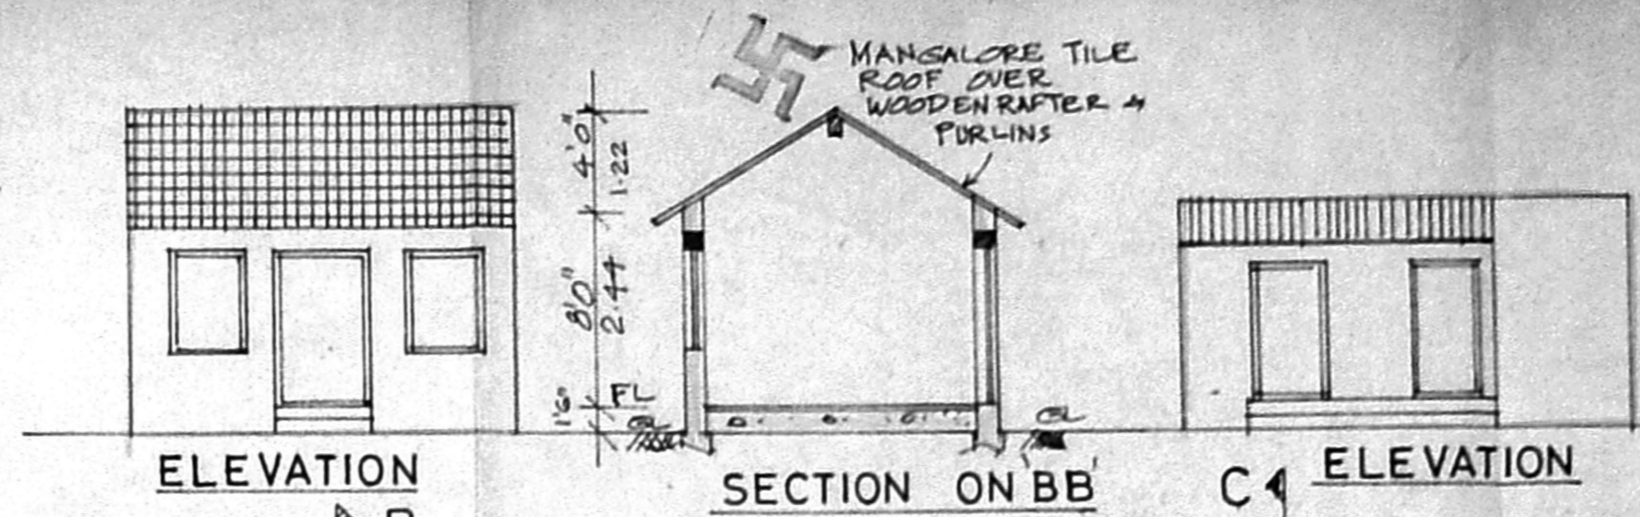 MANGALORE TILE
ROOF OVER
WOODEN RAFTER &
PURLINS
4'0"
1.22
8'0"
2.44
1'6"
FL
GL
GL
ELEVATION
SECTION ON 'BB'
C
ELEVATION